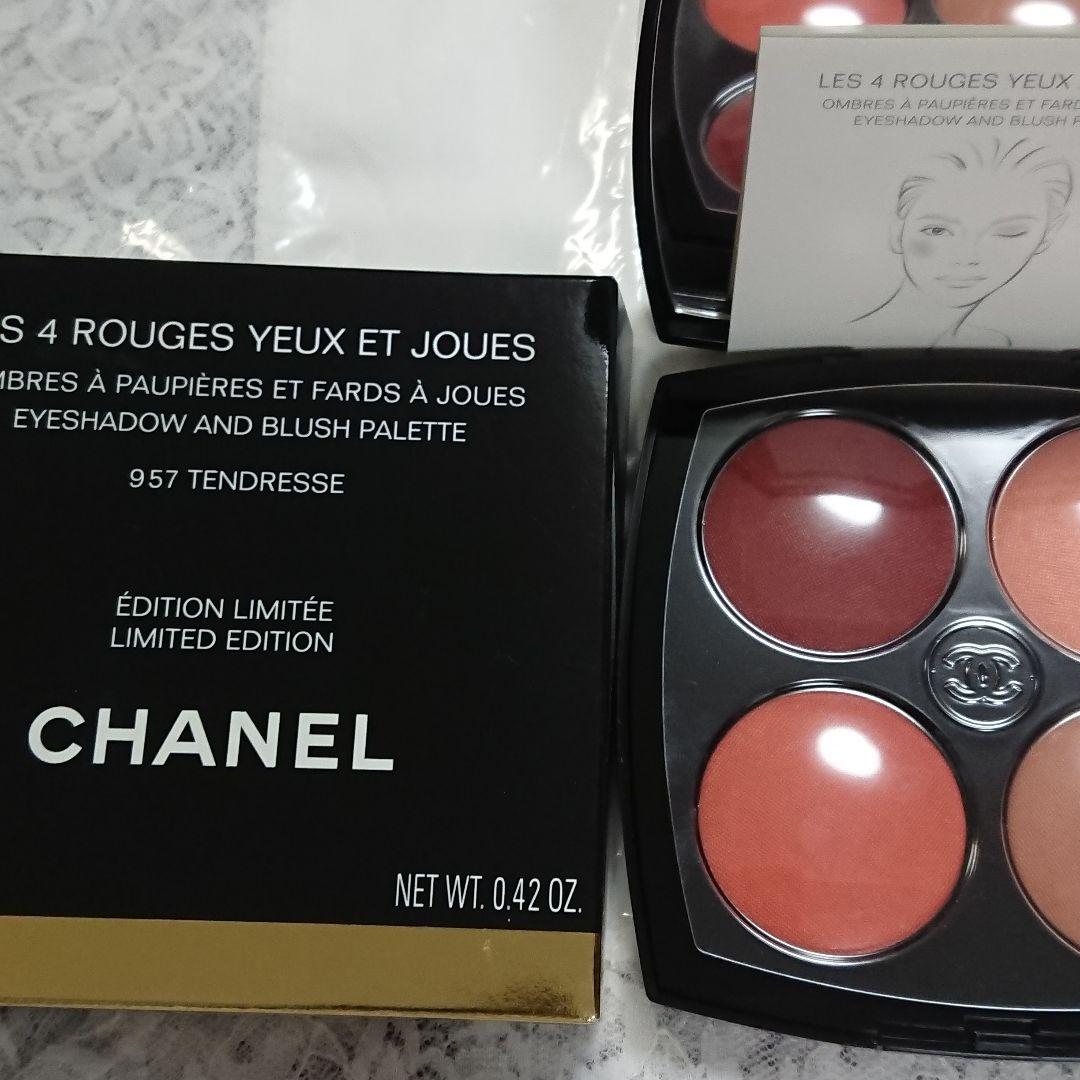 LES 4 ROUGES YEUX
OMBRES À PAUPIÈRES ET FARDS
EYESHADOW AND BLUSH P
S 4 ROUGES YEUX ET JOUES
MBRES À PAUPIÈRES ET FARDS À JOUES
EYESHADOW AND BLUSH PALETTE
957 TENDRESSE
ÉDITION LIMITÉE
LIMITED EDITION
CHANEL
NET WT. 0.42 OZ.